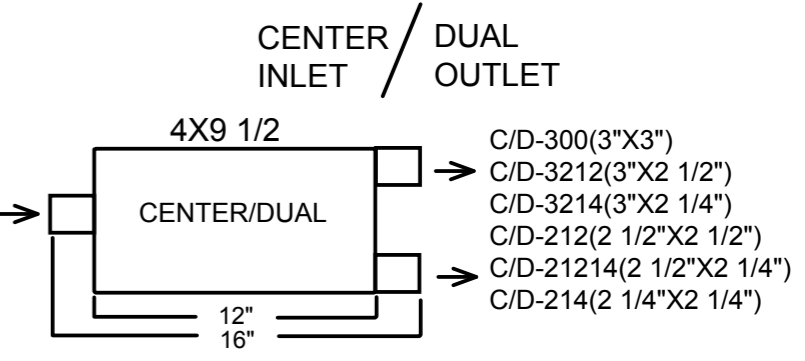 CENTER / DUAL
INLET OUTLET
4X9 1/2
CENTER/DUAL
12"
16"
C/D-300(3"X3")
C/D-3212(3"X2 1/2")
C/D-3214(3"X2 1/4")
C/D-212(2 1/2"X2 1/2")
C/D-21214(2 1/2"X2 1/4")
C/D-214(2 1/4"X2 1/4")